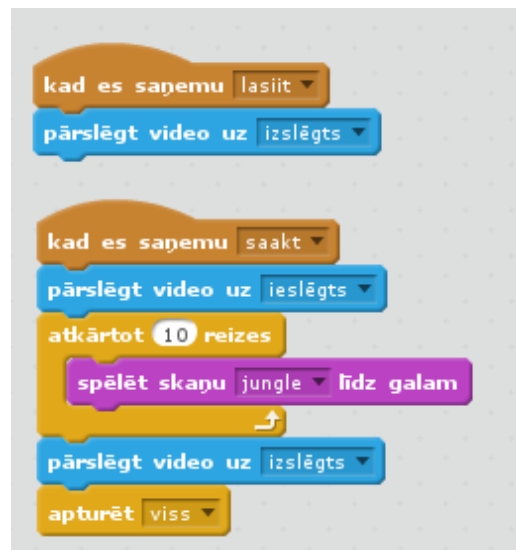 kad es saņemu lasiit
pārslēgt video uz izslēgts
kad es saņemu saakt
pārslēgt video uz ieslēgts
atkārtot 10 reizes
spēlēt skaņu jungle līdz galam
pārslēgt video uz izslēgts
apturēt viss